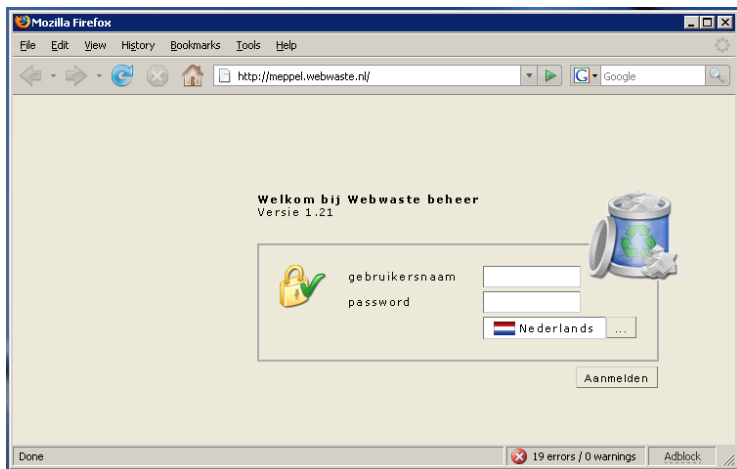 Mozilla Firefox
File Edit View History Bookmarks Tools Help
http://meppel.webwaste.nl/ G Google
Welkom bij Webwaste beheer
Versie 1.21
gebruikersnaam
password
Nederlands ...
Aanmelden
Done 19 errors / 0 warnings Adblock